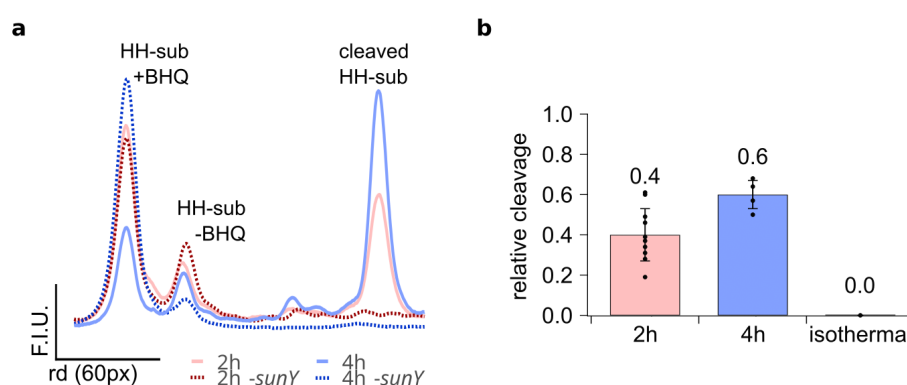 a
HH-sub
+BHQ
cleaved
HH-sub
HH-sub
-BHQ
F.I.U.
rd (60px)
2h
4h
2h -sunY
4h -sunY
b
relative cleavage
1.0
0.8
0.6
0.4
0.2
0.0
0.4
0.6
0.0
2h
4h
isotherma